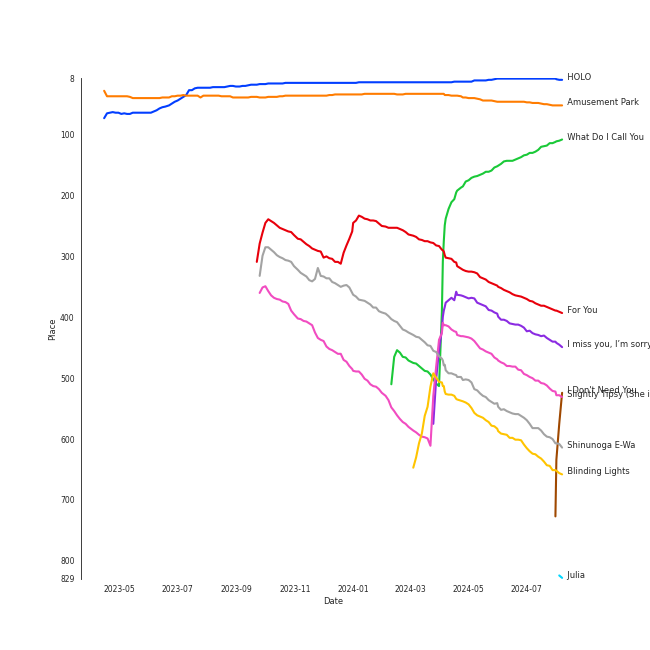 8
HOLO
Amusement Park
100
What Do I Call You
200
300
For You
I miss you, I'm sorry
400
500
I Don't Need You
Slightly Tipsy (She i
600
Shinunoga E-Wa
Blinding Lights
700
800
829
Julia
Place
2023-05 2023-07 2023-09 2023-11 2024-01 2024-03 2024-05 2024-07
Date